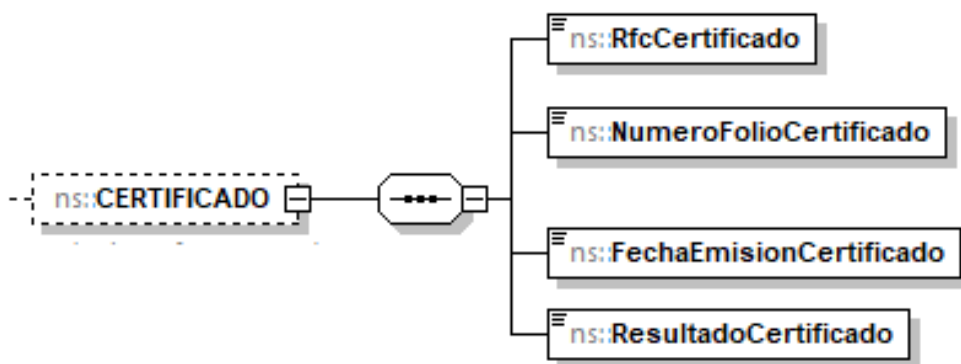 ns::RfcCertificado
ns::NumeroFolioCertificado
ns::CERTIFICADO
ns::FechaEmisionCertificado
ns::ResultadoCertificado